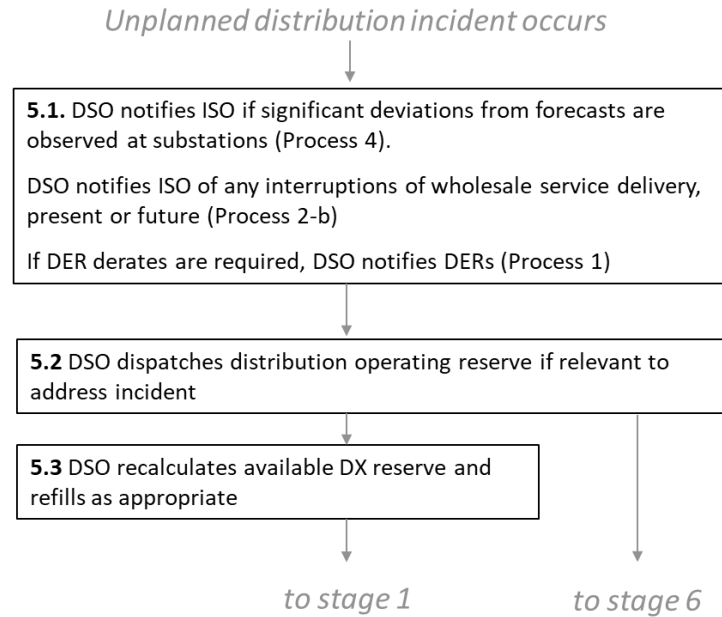 Unplanned distribution incident occurs
5.1. DSO notifies ISO if significant deviations from forecasts are
observed at substations (Process 4).
DSO notifies ISO of any interruptions of wholesale service delivery,
present or future (Process 2-b)
If DER derates are required, DSO notifies DERs (Process 1)
5.2 DSO dispatches distribution operating reserve if relevant to
address incident
5.3 DSO recalculates available DX reserve and
refills as appropriate
to stage 1
to stage 6